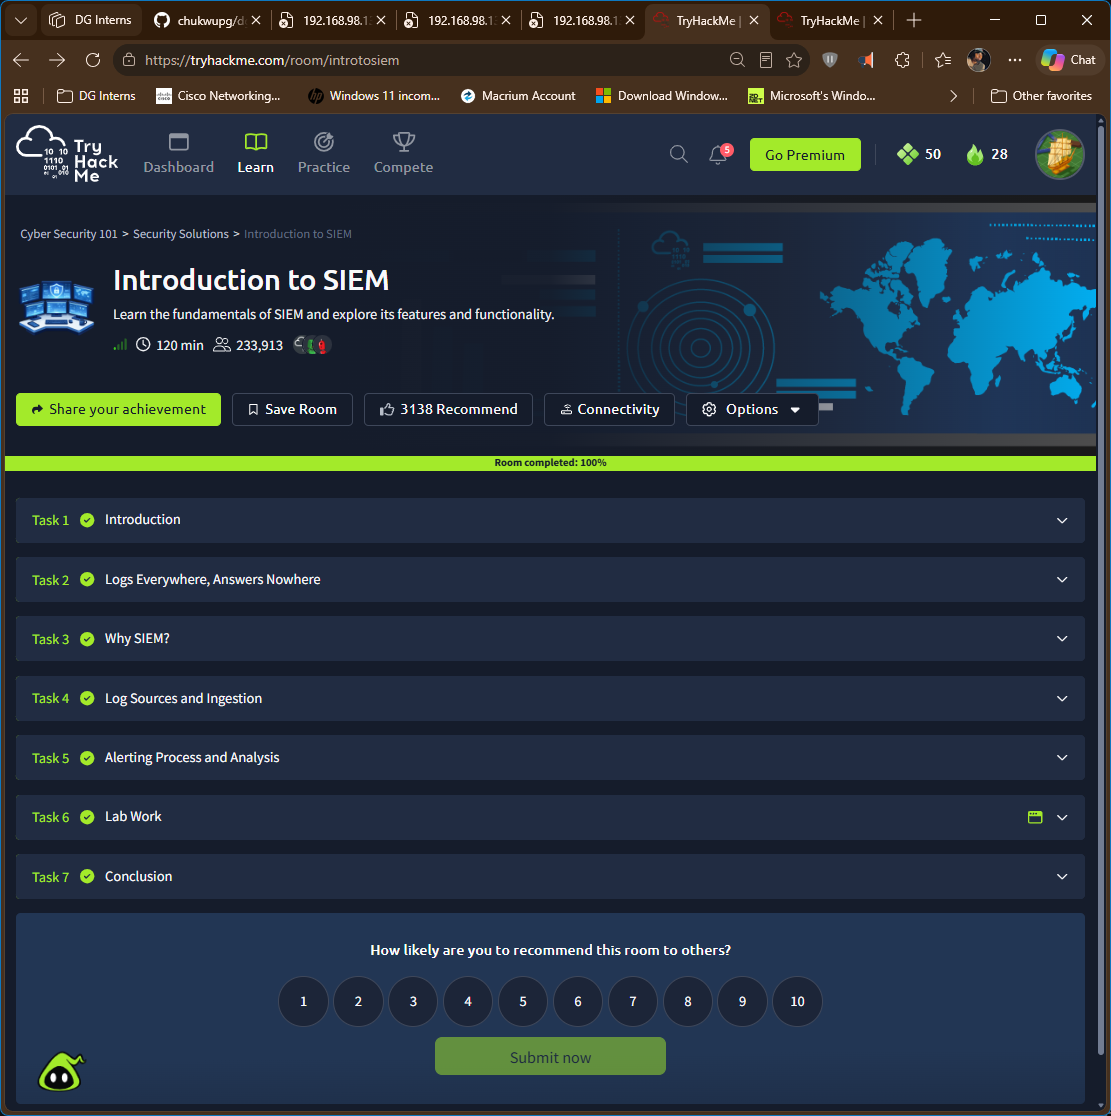 DG Interns
chukwupg/d
192.168.98.1
192.168.98.1
192.168.98.1
TryHackMe |
TryHackMe |
https://tryhackme.com/room/introtosiem
Chat
DG Interns
Cisco Networking...
Windows 11 incom...
Macrium Account
Download Window...
Microsoft's Windo...
Other favorites
Try Hack Me
Dashboard
Learn
Practice
Compete
5
Go Premium
50
28
Cyber Security 101 > Security Solutions > Introduction to SIEM
Introduction to SIEM
Learn the fundamentals of SIEM and explore its features and functionality.
120 min
233,913
Share your achievement
Save Room
3138 Recommend
Connectivity
Options
Room completed: 100%
Task 1 Introduction
Task 2 Logs Everywhere, Answers Nowhere
Task 3 Why SIEM?
Task 4 Log Sources and Ingestion
Task 5 Alerting Process and Analysis
Task 6 Lab Work
Task 7 Conclusion
How likely are you to recommend this room to others?
1 2 3 4 5 6 7 8 9 10
Submit now